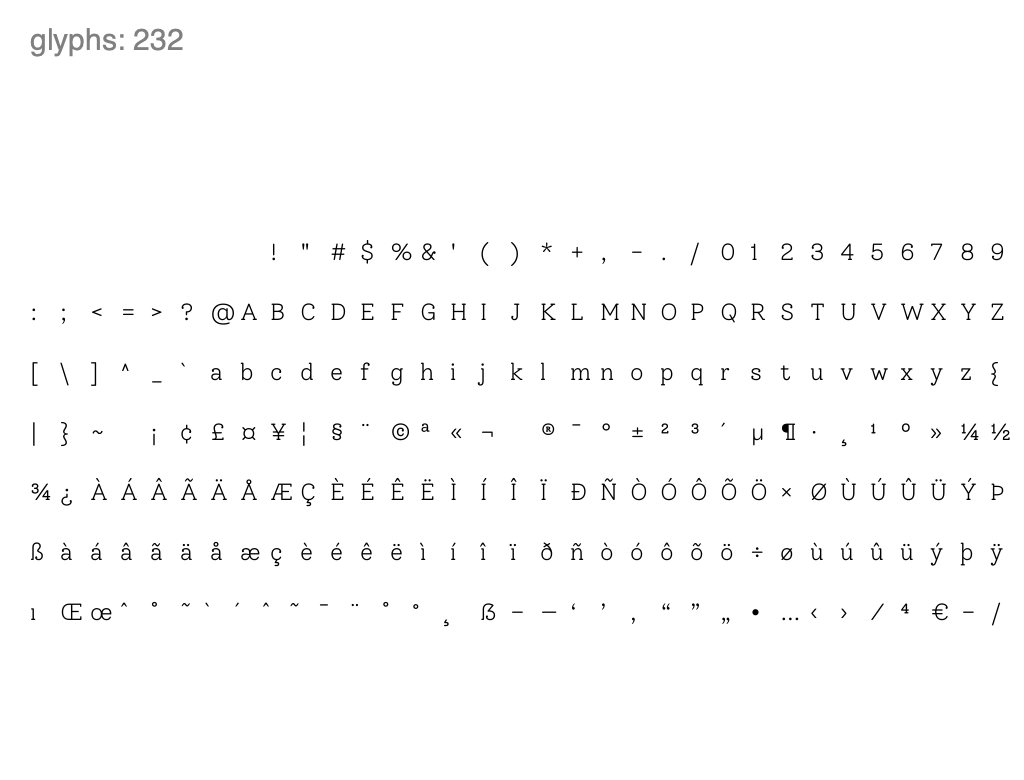 glyphs: 232
! " # $ % & ' ( ) * + , - . / 0 1 2 3 4 5 6 7 8 9
: ; < = > ? @ A B C D E F G H I J K L M N O P Q R S T U V W X Y Z
[ \ ] ^ _ ` a b c d e f g h i j k l m n o p q r s t u v w x y z {
| } ~ ¡ ¢ £ ¤ ¥ ¦ § ¨ © ª « ¬ ® ¯ ° ± ² ³ ´ µ ¶ · ¸ ¹ º » ¼ ½
¾ ¿ À Á Â Ã Ä Å Æ Ç È É Ê Ë Ì Í Î Ï Ð Ñ Ò Ó Ô Õ Ö × Ø Ù Ú Û Ü Ý Þ
ß à á â ã ä å æ ç è é ê ë ì í î ï ð ñ ò ó ô õ ö ÷ ø ù ú û ü ý þ ÿ
ı Œ œ ˆ ˚ ˜ ` ´ ˆ ˜ ¯ ¨ ˚ ° ¸ ẞ – — ‘ ’ ‚ “ ” „ • … ‹ › ⁄ ⁴ € − ∕